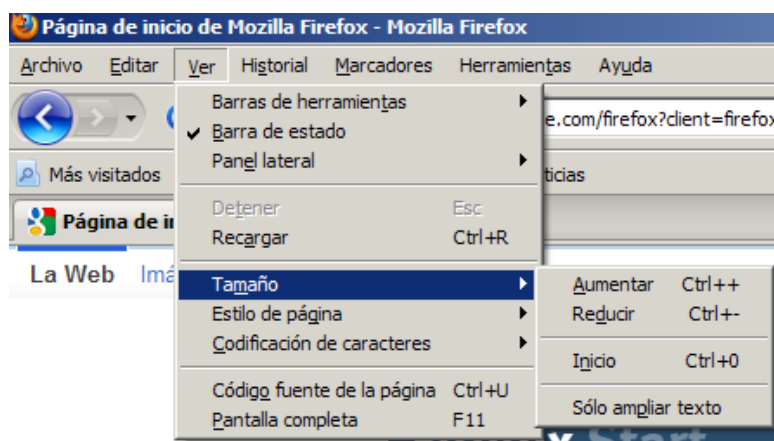 Página de inicio de Mozilla Firefox - Mozilla Firefox
Archivo Editar Ver Historial Marcadores Herramientas Ayuda
Barras de herramientas
e.com/firefox?client=firefox
Barra de estado
Panel lateral
Más visitados
ticias
Detener Esc
Página de i
Recargar Ctrl+R
La Web Imá
Tamaño
Aumentar Ctrl++
Estilo de página
Reducir Ctrl+-
Codificación de caracteres
Inicio Ctrl+0
Código fuente de la página Ctrl+U
Sólo ampliar texto
Pantalla completa F11